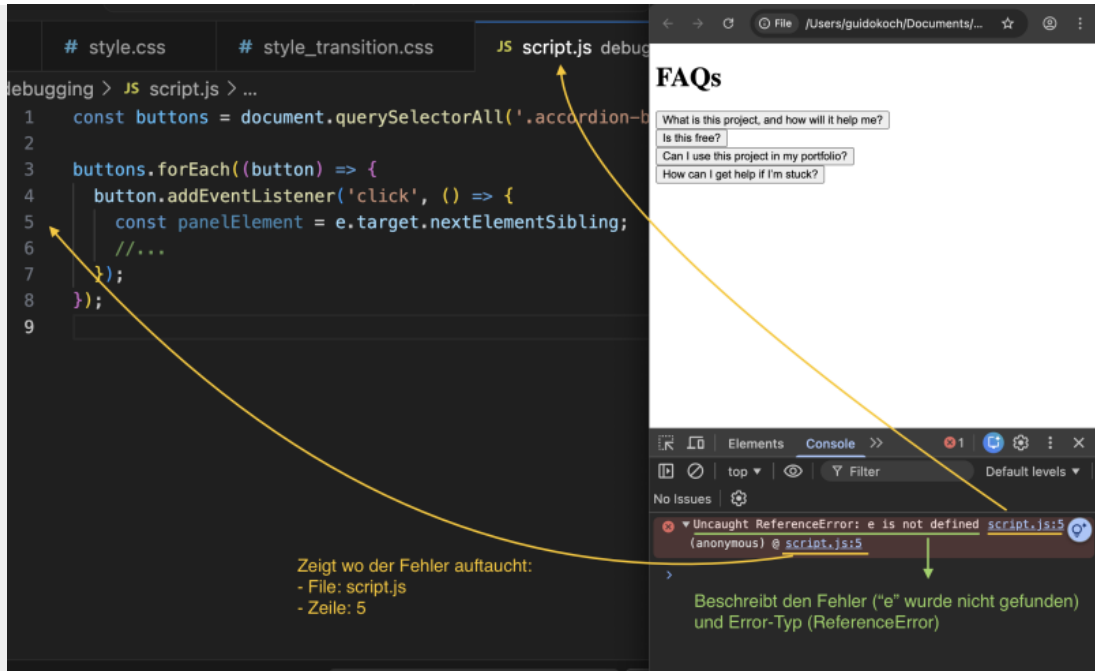 # style.css
# style_transition.css
JS script.js debug
debugging > JS script.js > ...
1 const buttons = document.querySelectorAll('.accordion-b
2
3 buttons.forEach((button) => {
4 button.addEventListener('click', () => {
5 const panelElement = e.target.nextElementSibling;
6 //...
7 });
8 });
9
Zeigt wo der Fehler auftaucht:
- File: script.js
- Zeile: 5
File /Users/guidokoch/Documents/...
FAQs
What is this project, and how will it help me?
Is this free?
Can I use this project in my portfolio?
How can I get help if I'm stuck?
Elements Console 1
top Filter Default levels
No Issues
Uncaught ReferenceError: e is not defined script.js:5
(anonymous) @ script.js:5
Beschreibt den Fehler (“e” wurde nicht gefunden)
und Error-Typ (ReferenceError)